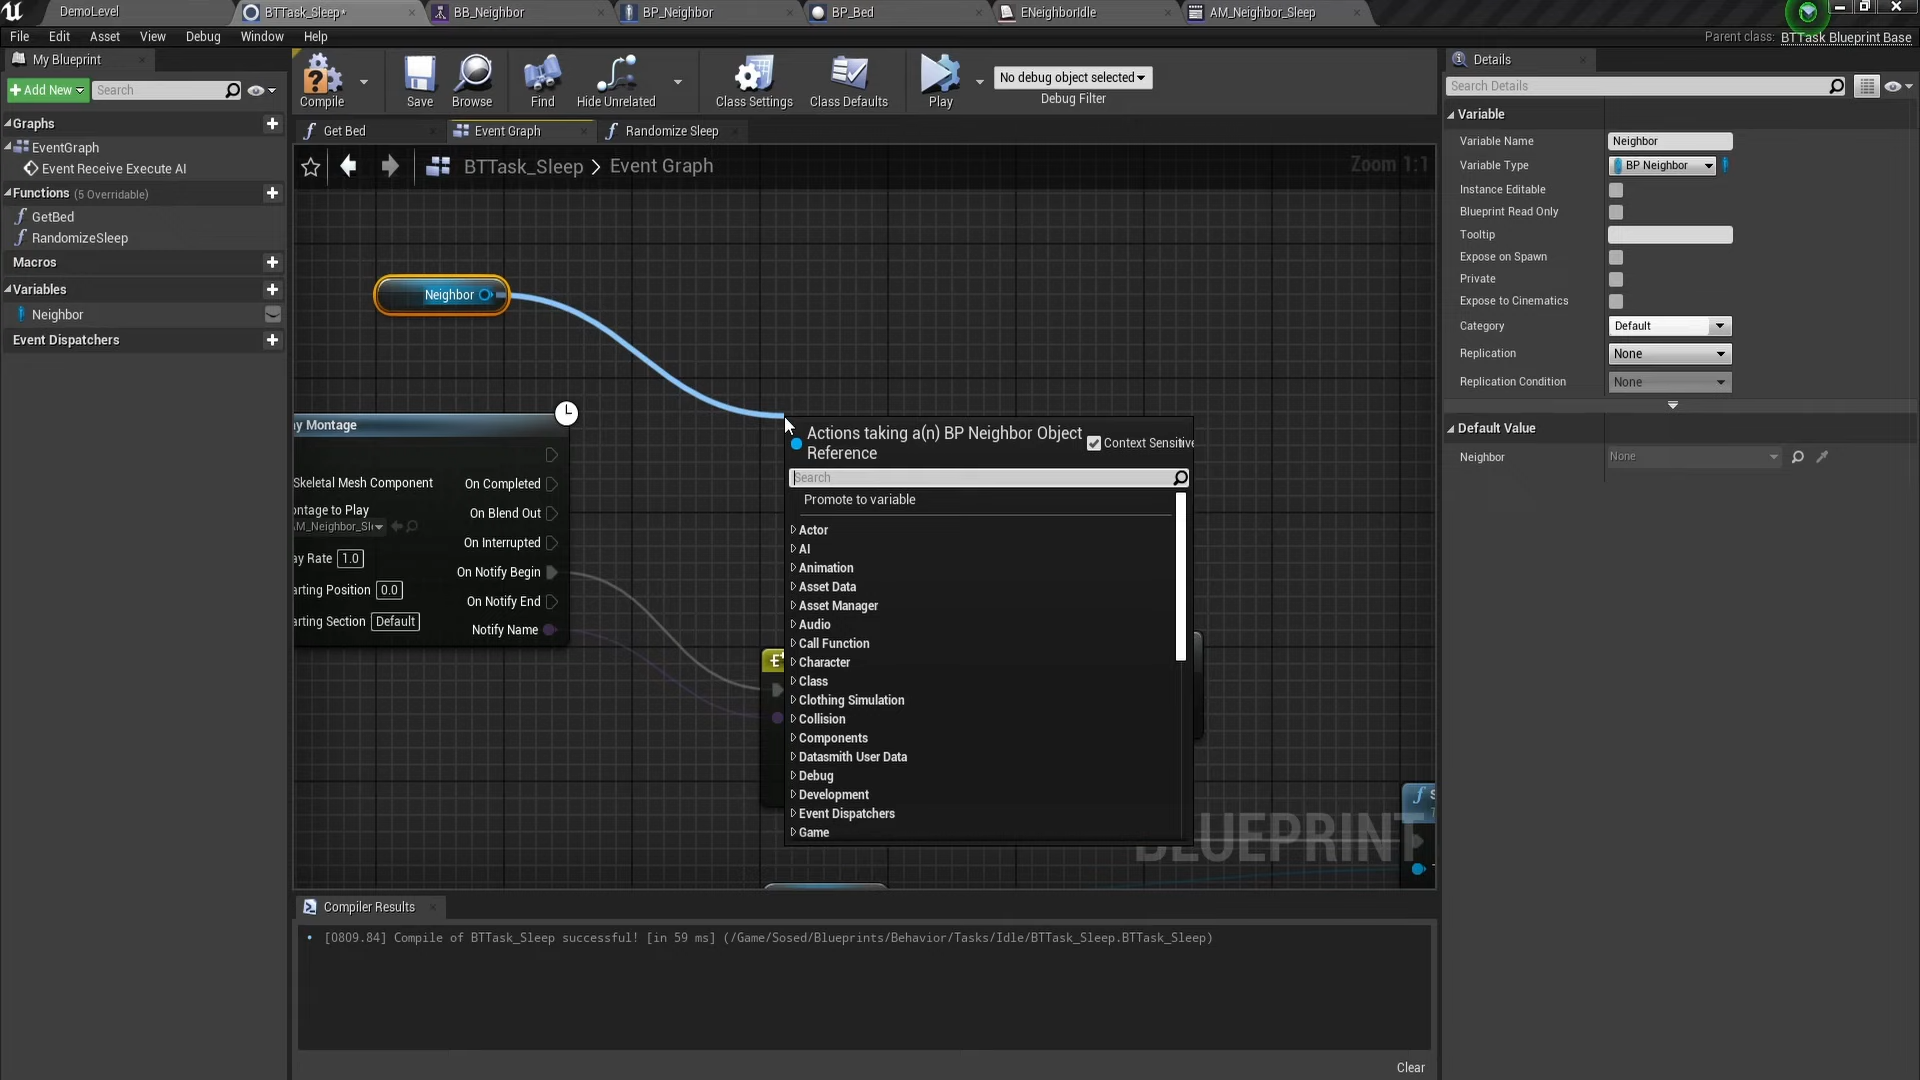 DemoLevel
BTTask_Sleep*
BB_Neighbor
BP_Neighbor
BP_Bed
ENeighborIdle
AM_Neighbor_Sleep
File Edit Asset View Debug Window Help
Parent class: BTTask Blueprint Base
My Blueprint
+ Add New
Search
Graphs
EventGraph
Event Receive Execute AI
Functions (5 Overridable)
GetBed
RandomizeSleep
Macros
Variables
Neighbor
Event Dispatchers
Compile
Save
Browse
Find
Hide Unrelated
Class Settings
Class Defaults
Play
No debug object selected
Debug Filter
Get Bed
Event Graph
Randomize Sleep
BTTask_Sleep > Event Graph
Zoom 1:1
Neighbor
ay Montage
Skeletal Mesh Component
On Completed
ontage to Play
AM_Neighbor_Sle
On Blend Out
On Interrupted
ay Rate 1.0
On Notify Begin
arting Position 0.0
On Notify End
arting Section Default
Notify Name
Actions taking a(n) BP Neighbor Object
Reference
Context Sensitive
Search
Promote to variable
Actor
AI
Animation
Asset Data
Asset Manager
Audio
Call Function
Character
Class
Clothing Simulation
Collision
Components
Datasmith User Data
Debug
Development
Event Dispatchers
Game
BLUEPRINT
Compiler Results
[0809.84] Compile of BTTask_Sleep successful! [in 59 ms] (/Game/Sosed/Blueprints/Behavior/Tasks/Idle/BTTask_Sleep.BTTask_Sleep)
Clear
Details
Search Details
Variable
Variable Name Neighbor
Variable Type BP Neighbor
Instance Editable
Blueprint Read Only
Tooltip
Expose on Spawn
Private
Expose to Cinematics
Category Default
Replication None
Replication Condition None
Default Value
Neighbor None